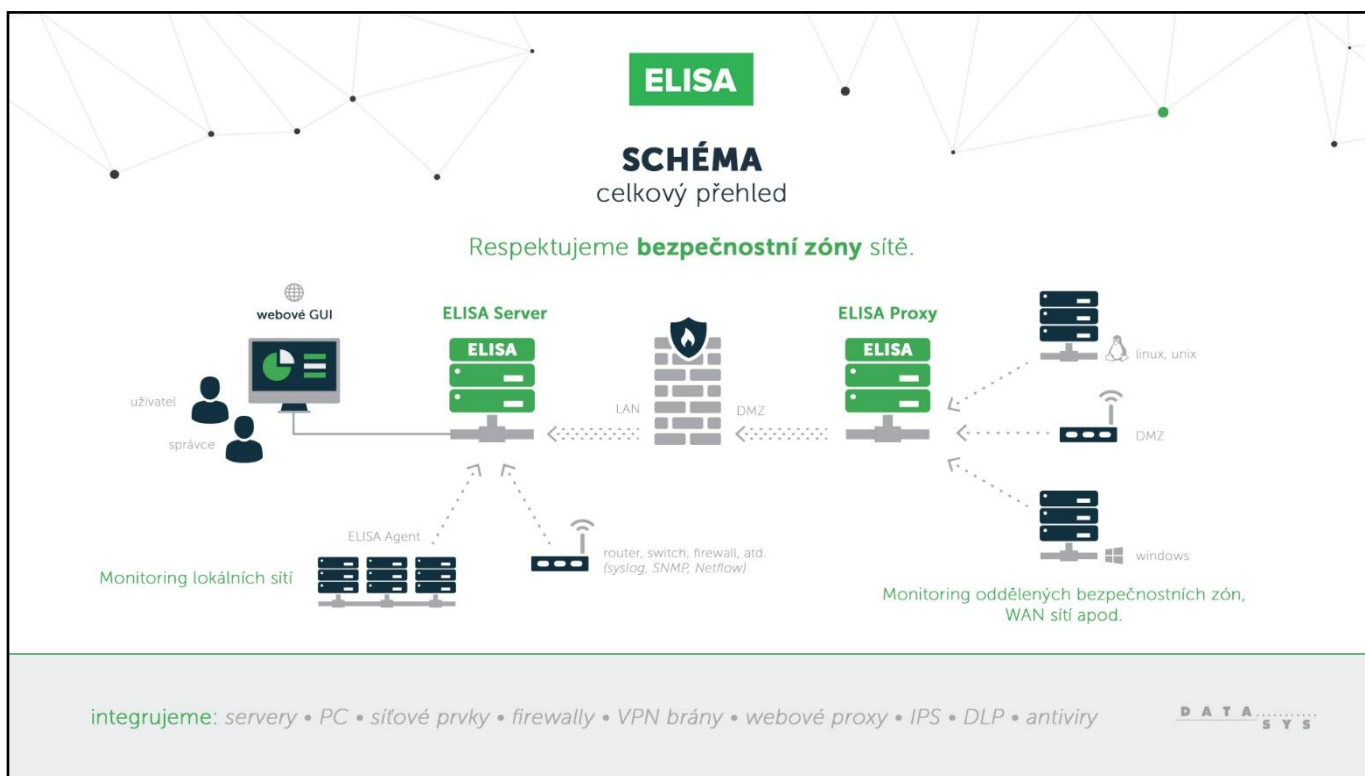 ELISA
SCHÉMA
celkový přehled
Respektujeme bezpečnostní zóny sítě.
webové GUI
uživatel
správce
ELISA Server
ELISA
LAN
DMZ
ELISA Proxy
ELISA
linux, unix
DMZ
windows
ELISA Agent
Monitoring lokálních sítí
router, switch, firewall, atd.
(syslog, SNMP, Netflow)
Monitoring oddělených bezpečnostních zón,
WAN sítí apod.
integrujeme: servery • PC • síťové prvky • firewally • VPN brány • webové proxy • IPS • DLP • antiviry
DATA
SYS